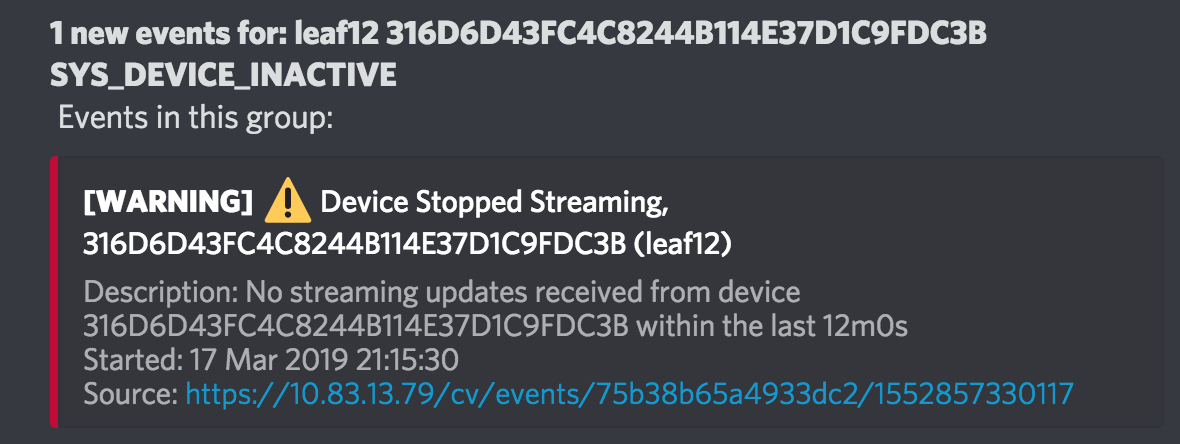 1 new events for: leaf12 316D6D43FC4C8244B114E37D1C9FDC3B
SYS_DEVICE_INACTIVE
Events in this group:
[WARNING] ⚠️ Device Stopped Streaming,
316D6D43FC4C8244B114E37D1C9FDC3B (leaf12)
Description: No streaming updates received from device
316D6D43FC4C8244B114E37D1C9FDC3B within the last 12m0s
Started: 17 Mar 2019 21:15:30
Source: https://10.83.13.79/cv/events/75b38b65a4933dc2/1552857330117